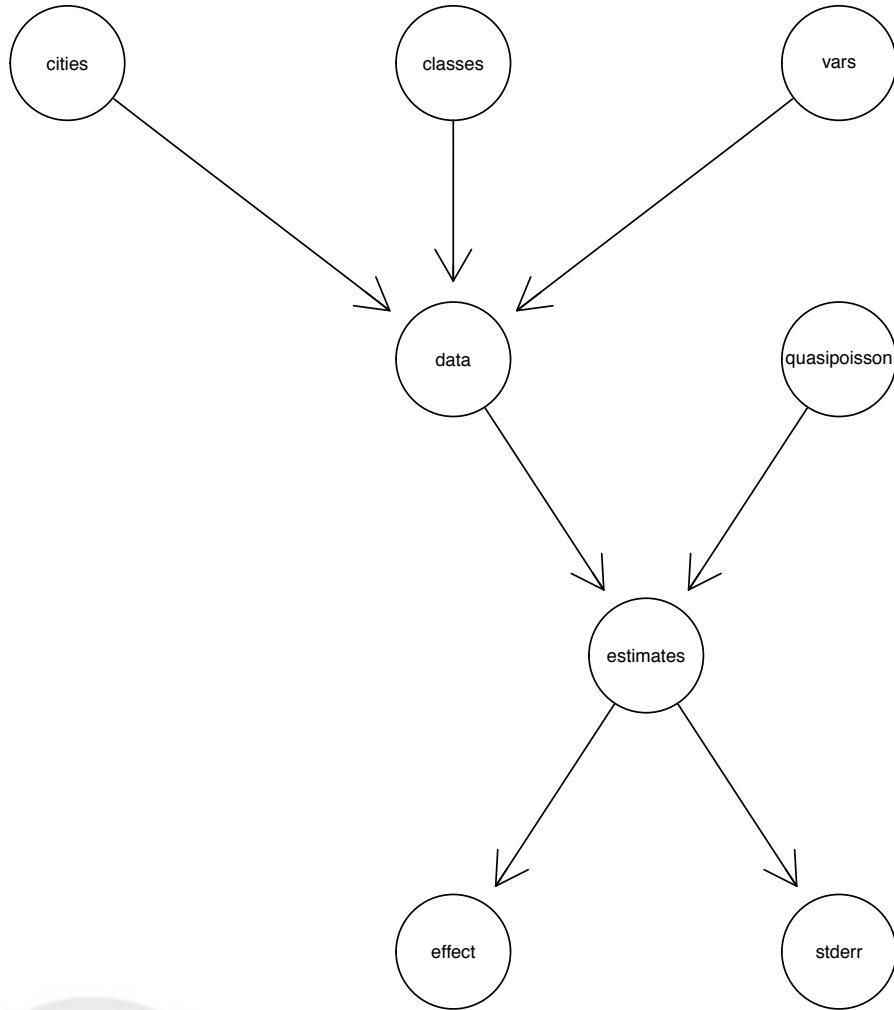 cities
classes
vars
data
quasipoisson
estimates
effect
stderr